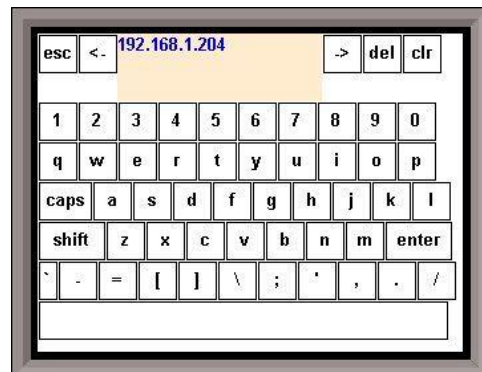 esc <- 192.168.1.204 -> del clr
1 2 3 4 5 6 7 8 9 0
q w e r t y u i o p
caps a s d f g h j k l
shift z x c v b n m enter
` - = [ ] \ ; ' , . /